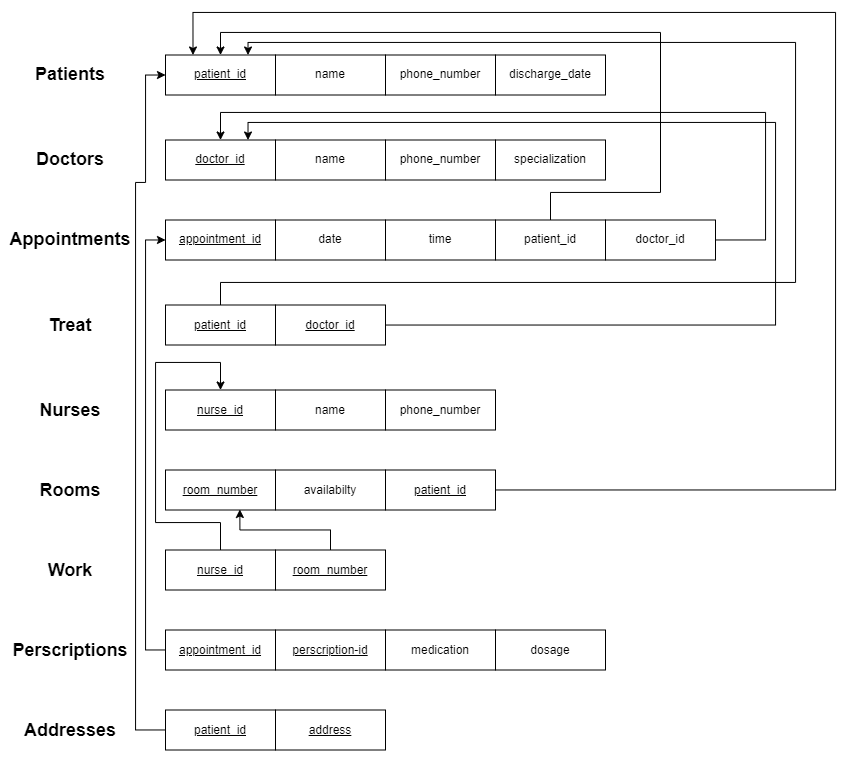 Patients patient_id name phone_number discharge_date
Doctors doctor_id name phone_number specialization
Appointments appointment_id date time patient_id doctor_id
Treat patient_id doctor_id
Nurses nurse_id name phone_number
Rooms room_number availabilty patient_id
Work nurse_id room_number
Perscriptions appointment_id perscription-id medication dosage
Addresses patient_id address